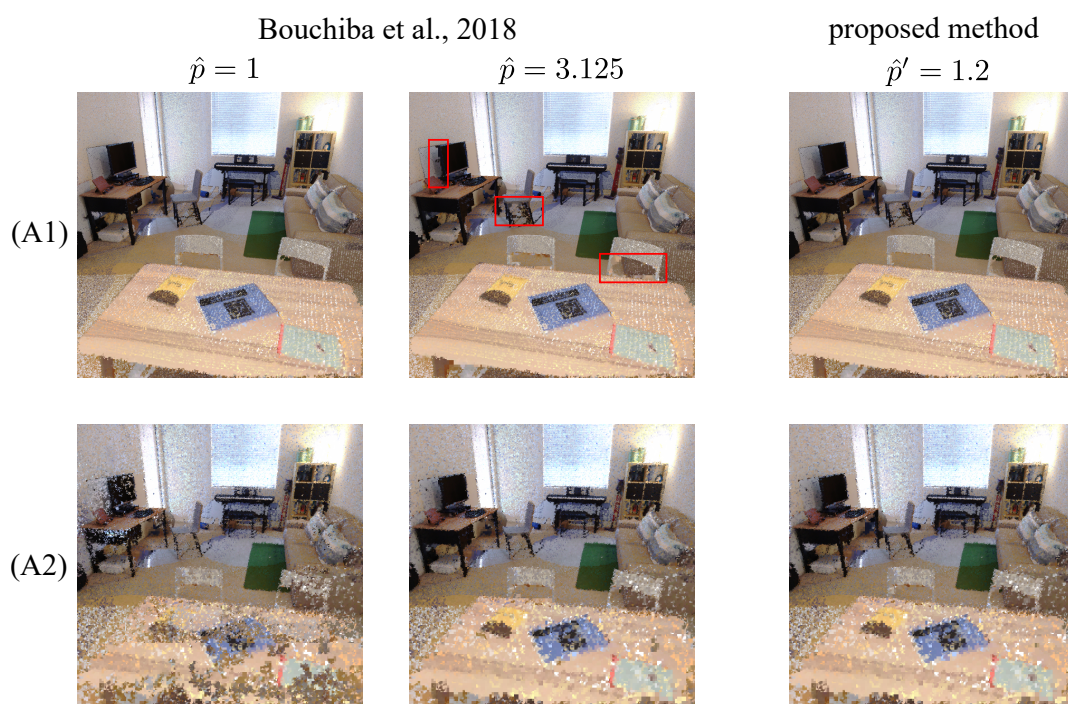 Bouchiba et al., 2018 proposed method
p̂ = 1 p̂ = 3.125 p̂′ = 1.2
(A1)
(A2)